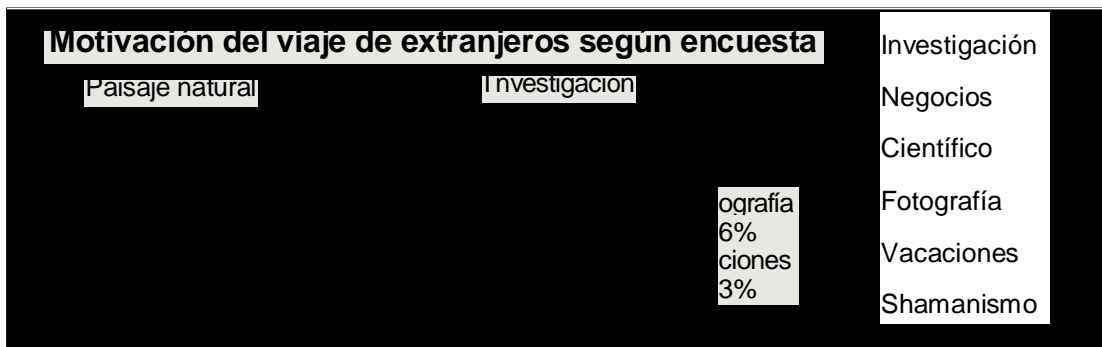 Motivación del viaje de extranjeros según encuesta
Paisaje natural
Investigación
ografía
6%
ciones
3%
Investigación
Negocios
Científico
Fotografía
Vacaciones
Shamanismo